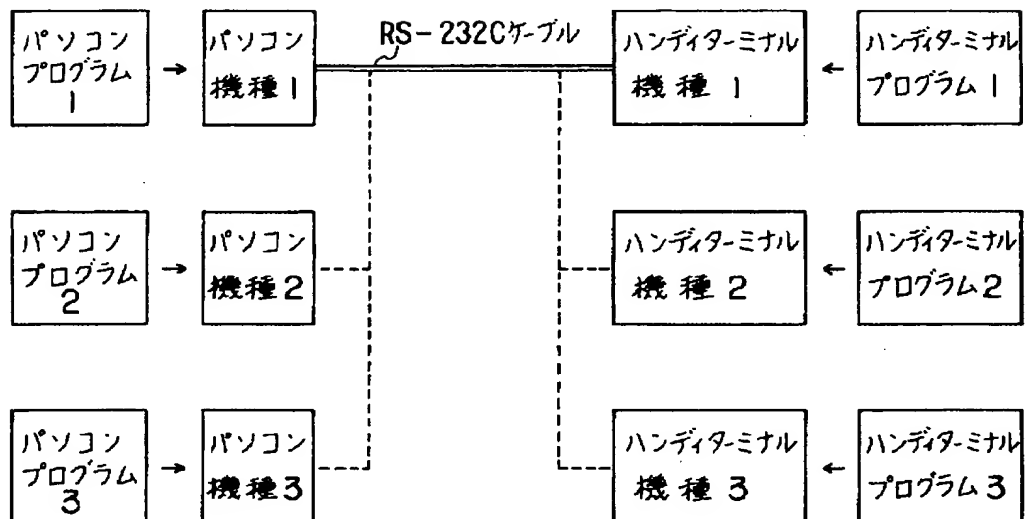 RS-232Cケーブル
パソコン
プログラム
1
パソコン
機種1
ハンディターミナル
機種 1
ハンディターミナル
プログラム1
パソコン
プログラム
2
パソコン
機種2
ハンディターミナル
機種 2
ハンディターミナル
プログラム2
パソコン
プログラム
3
パソコン
機種3
ハンディターミナル
機種 3
ハンディターミナル
プログラム3